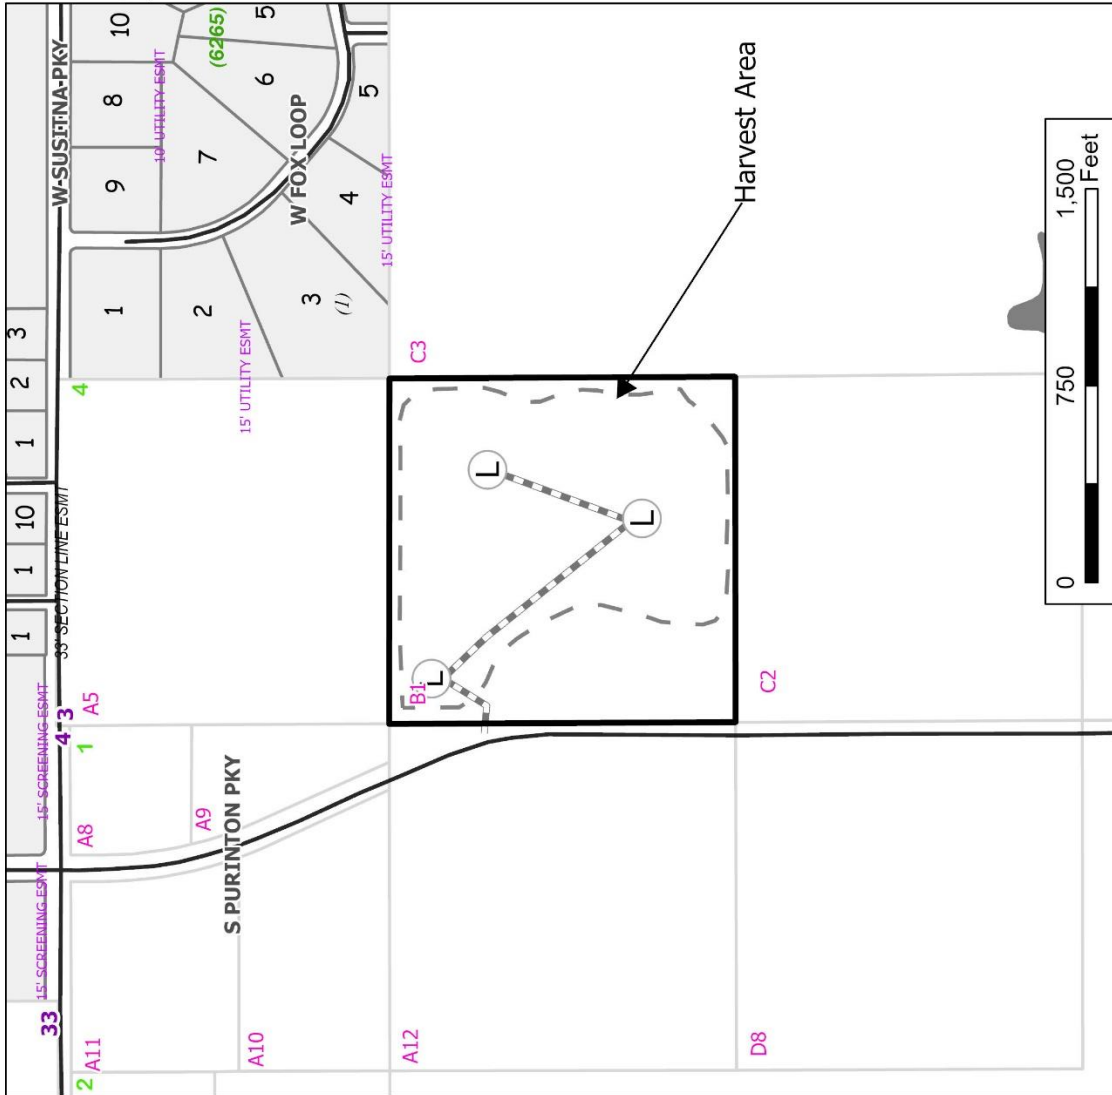 1
1
10
1
2
3
15' SCREENING ESMT
15' SCREENING ESMT
33
4
3
33' SECTION LINE ESMT
W SUSITNA PKY
2
A11
A8
1
A5
4
1
9
8
10
10' UTILITY ESMT
A9
2
7
(6265)
S PURINTON PKY
15' UTILITY ESMT
A10
6
5
W FOX LOOP
3
(1)
4
5
15' UTILITY ESMT
A12
B1
C3
L
L
L
Harvest Area
D8
C2
0 750 1,500
Feet